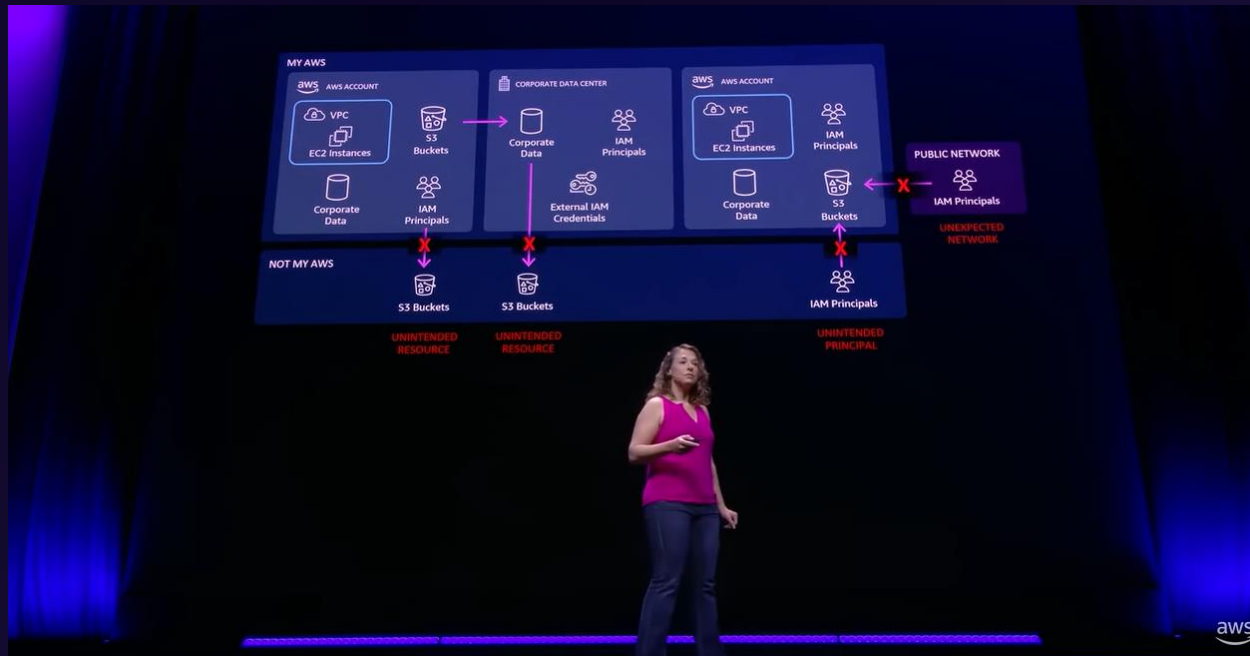 MY AWS
aws AWS ACCOUNT
VPC
EC2 Instances
S3
Buckets
Corporate
Data
IAM
Principals
CORPORATE DATA CENTER
Corporate
Data
IAM
Principals
External IAM
Credentials
aws AWS ACCOUNT
VPC
EC2 Instances
IAM
Principals
Corporate
Data
S3
Buckets
PUBLIC NETWORK
X
IAM Principals
UNEXPECTED
NETWORK
X
X
X
NOT MY AWS
S3 Buckets
S3 Buckets
IAM Principals
UNINTENDED
RESOURCE
UNINTENDED
RESOURCE
UNINTENDED
PRINCIPAL
aws